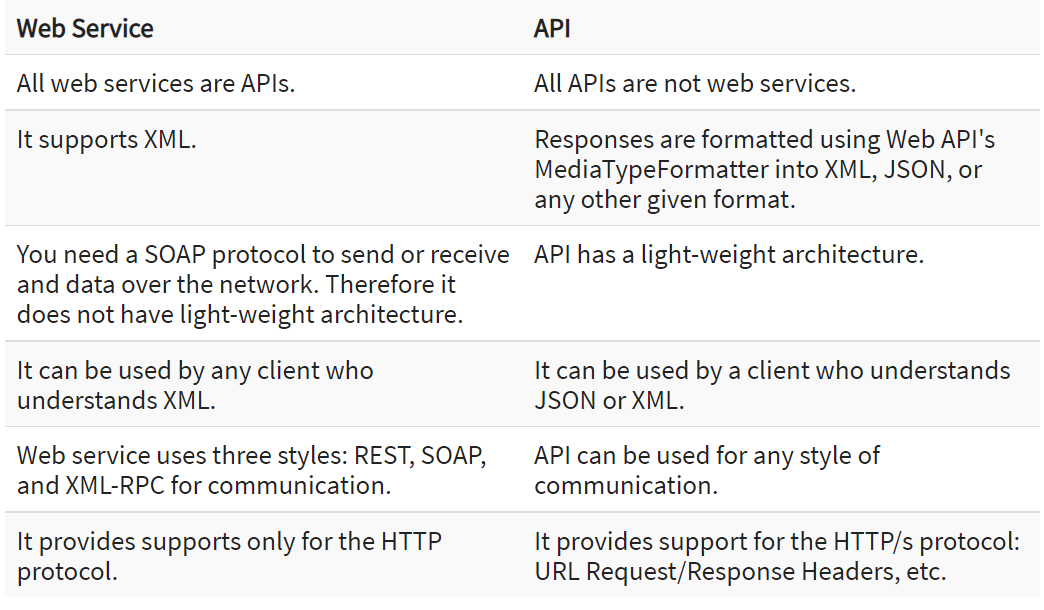 Web Service
API
All web services are APIs.
All APIs are not web services.
It supports XML.
Responses are formatted using Web API's
MediaTypeFormatter into XML, JSON, or
any other given format.
You need a SOAP protocol to send or receive
and data over the network. Therefore it
does not have light-weight architecture.
API has a light-weight architecture.
It can be used by any client who
understands XML.
It can be used by a client who understands
JSON or XML.
Web service uses three styles: REST, SOAP,
and XML-RPC for communication.
API can be used for any style of
communication.
It provides supports only for the HTTP
protocol.
It provides support for the HTTP/s protocol:
URL Request/Response Headers, etc.